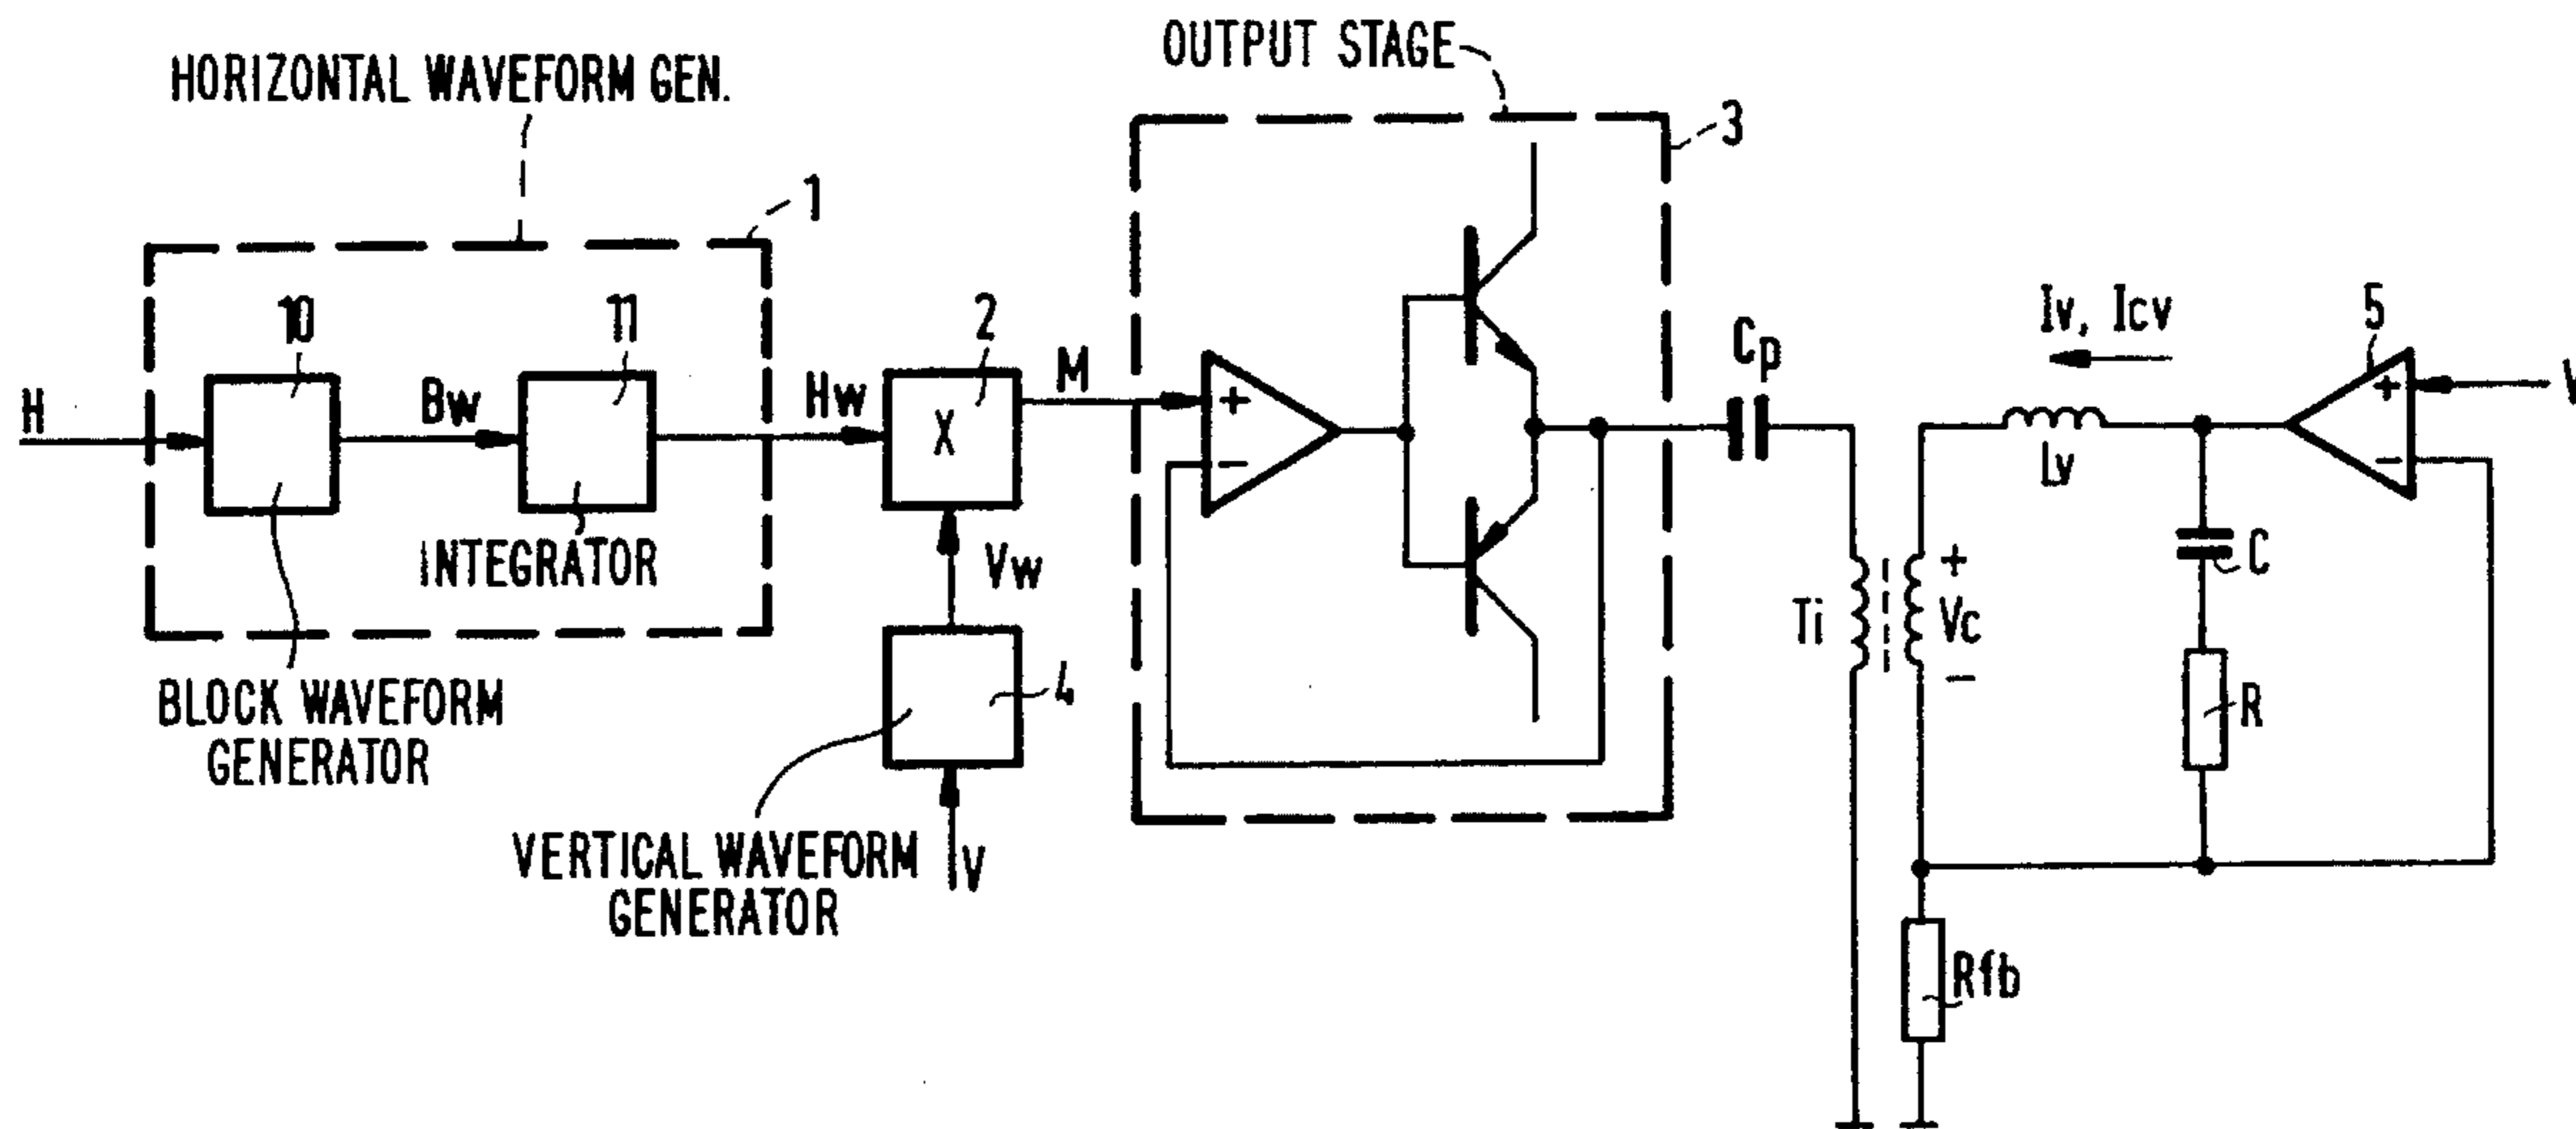 OUTPUT STAGE
HORIZONTAL WAVEFORM GEN.
3
1
10
11
2
5
Iv, Icv
Cp
H
Bw
Hw
M
X
+
-
+
-
V
Lv
INTEGRATOR
Vw
C
Ti
+
Vc
-
4
R
BLOCK WAVEFORM
GENERATOR
VERTICAL WAVEFORM
GENERATOR
V
Rfb